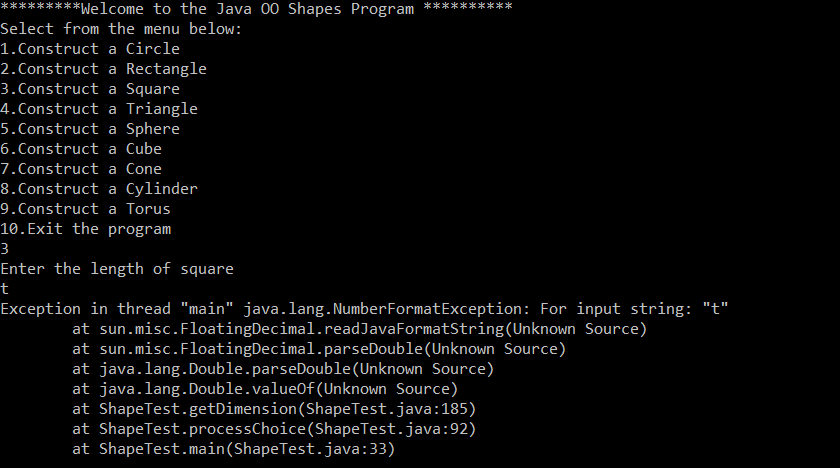 *********Welcome to the Java OO Shapes Program **********
Select from the menu below:
1.Construct a Circle
2.Construct a Rectangle
3.Construct a Square
4.Construct a Triangle
5.Construct a Sphere
6.Construct a Cube
7.Construct a Cone
8.Construct a Cylinder
9.Construct a Torus
10.Exit the program
3
Enter the length of square
t
Exception in thread "main" java.lang.NumberFormatException: For input string: "t"
        at sun.misc.FloatingDecimal.readJavaFormatString(Unknown Source)
        at sun.misc.FloatingDecimal.parseDouble(Unknown Source)
        at java.lang.Double.parseDouble(Unknown Source)
        at java.lang.Double.valueOf(Unknown Source)
        at ShapeTest.getDimension(ShapeTest.java:185)
        at ShapeTest.processChoice(ShapeTest.java:92)
        at ShapeTest.main(ShapeTest.java:33)